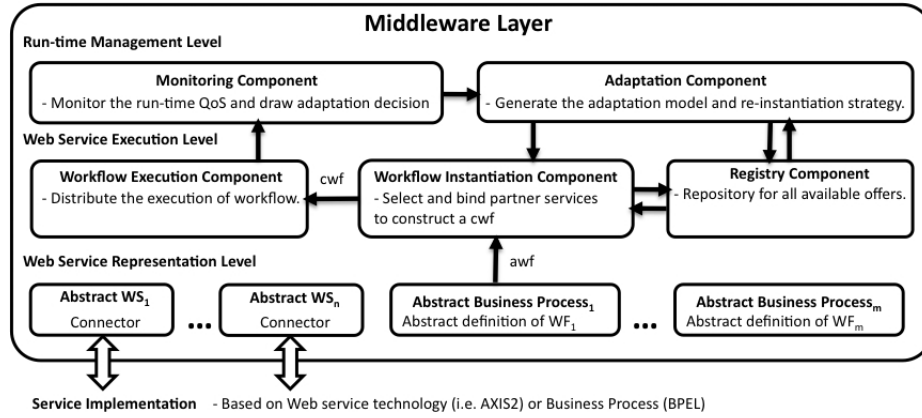 Middleware Layer
Run-time Management Level
Monitoring Component
- Monitor the run-time QoS and draw adaptation decision
Adaptation Component
- Generate the adaptation model and re-instantiation strategy.
Web Service Execution Level
Workflow Execution Component
- Distribute the execution of workflow.
cwf
Workflow Instantiation Component
- Select and bind partner services
to construct a cwf
Registry Component
- Repository for all available offers.
Web Service Representation Level
awf
Abstract WS1
Connector
...
Abstract WSn
Connector
Abstract Business Process1
Abstract definition of WF1
...
Abstract Business Processm
Abstract definition of WFm
Service Implementation - Based on Web service technology (i.e. AXIS2) or Business Process (BPEL)